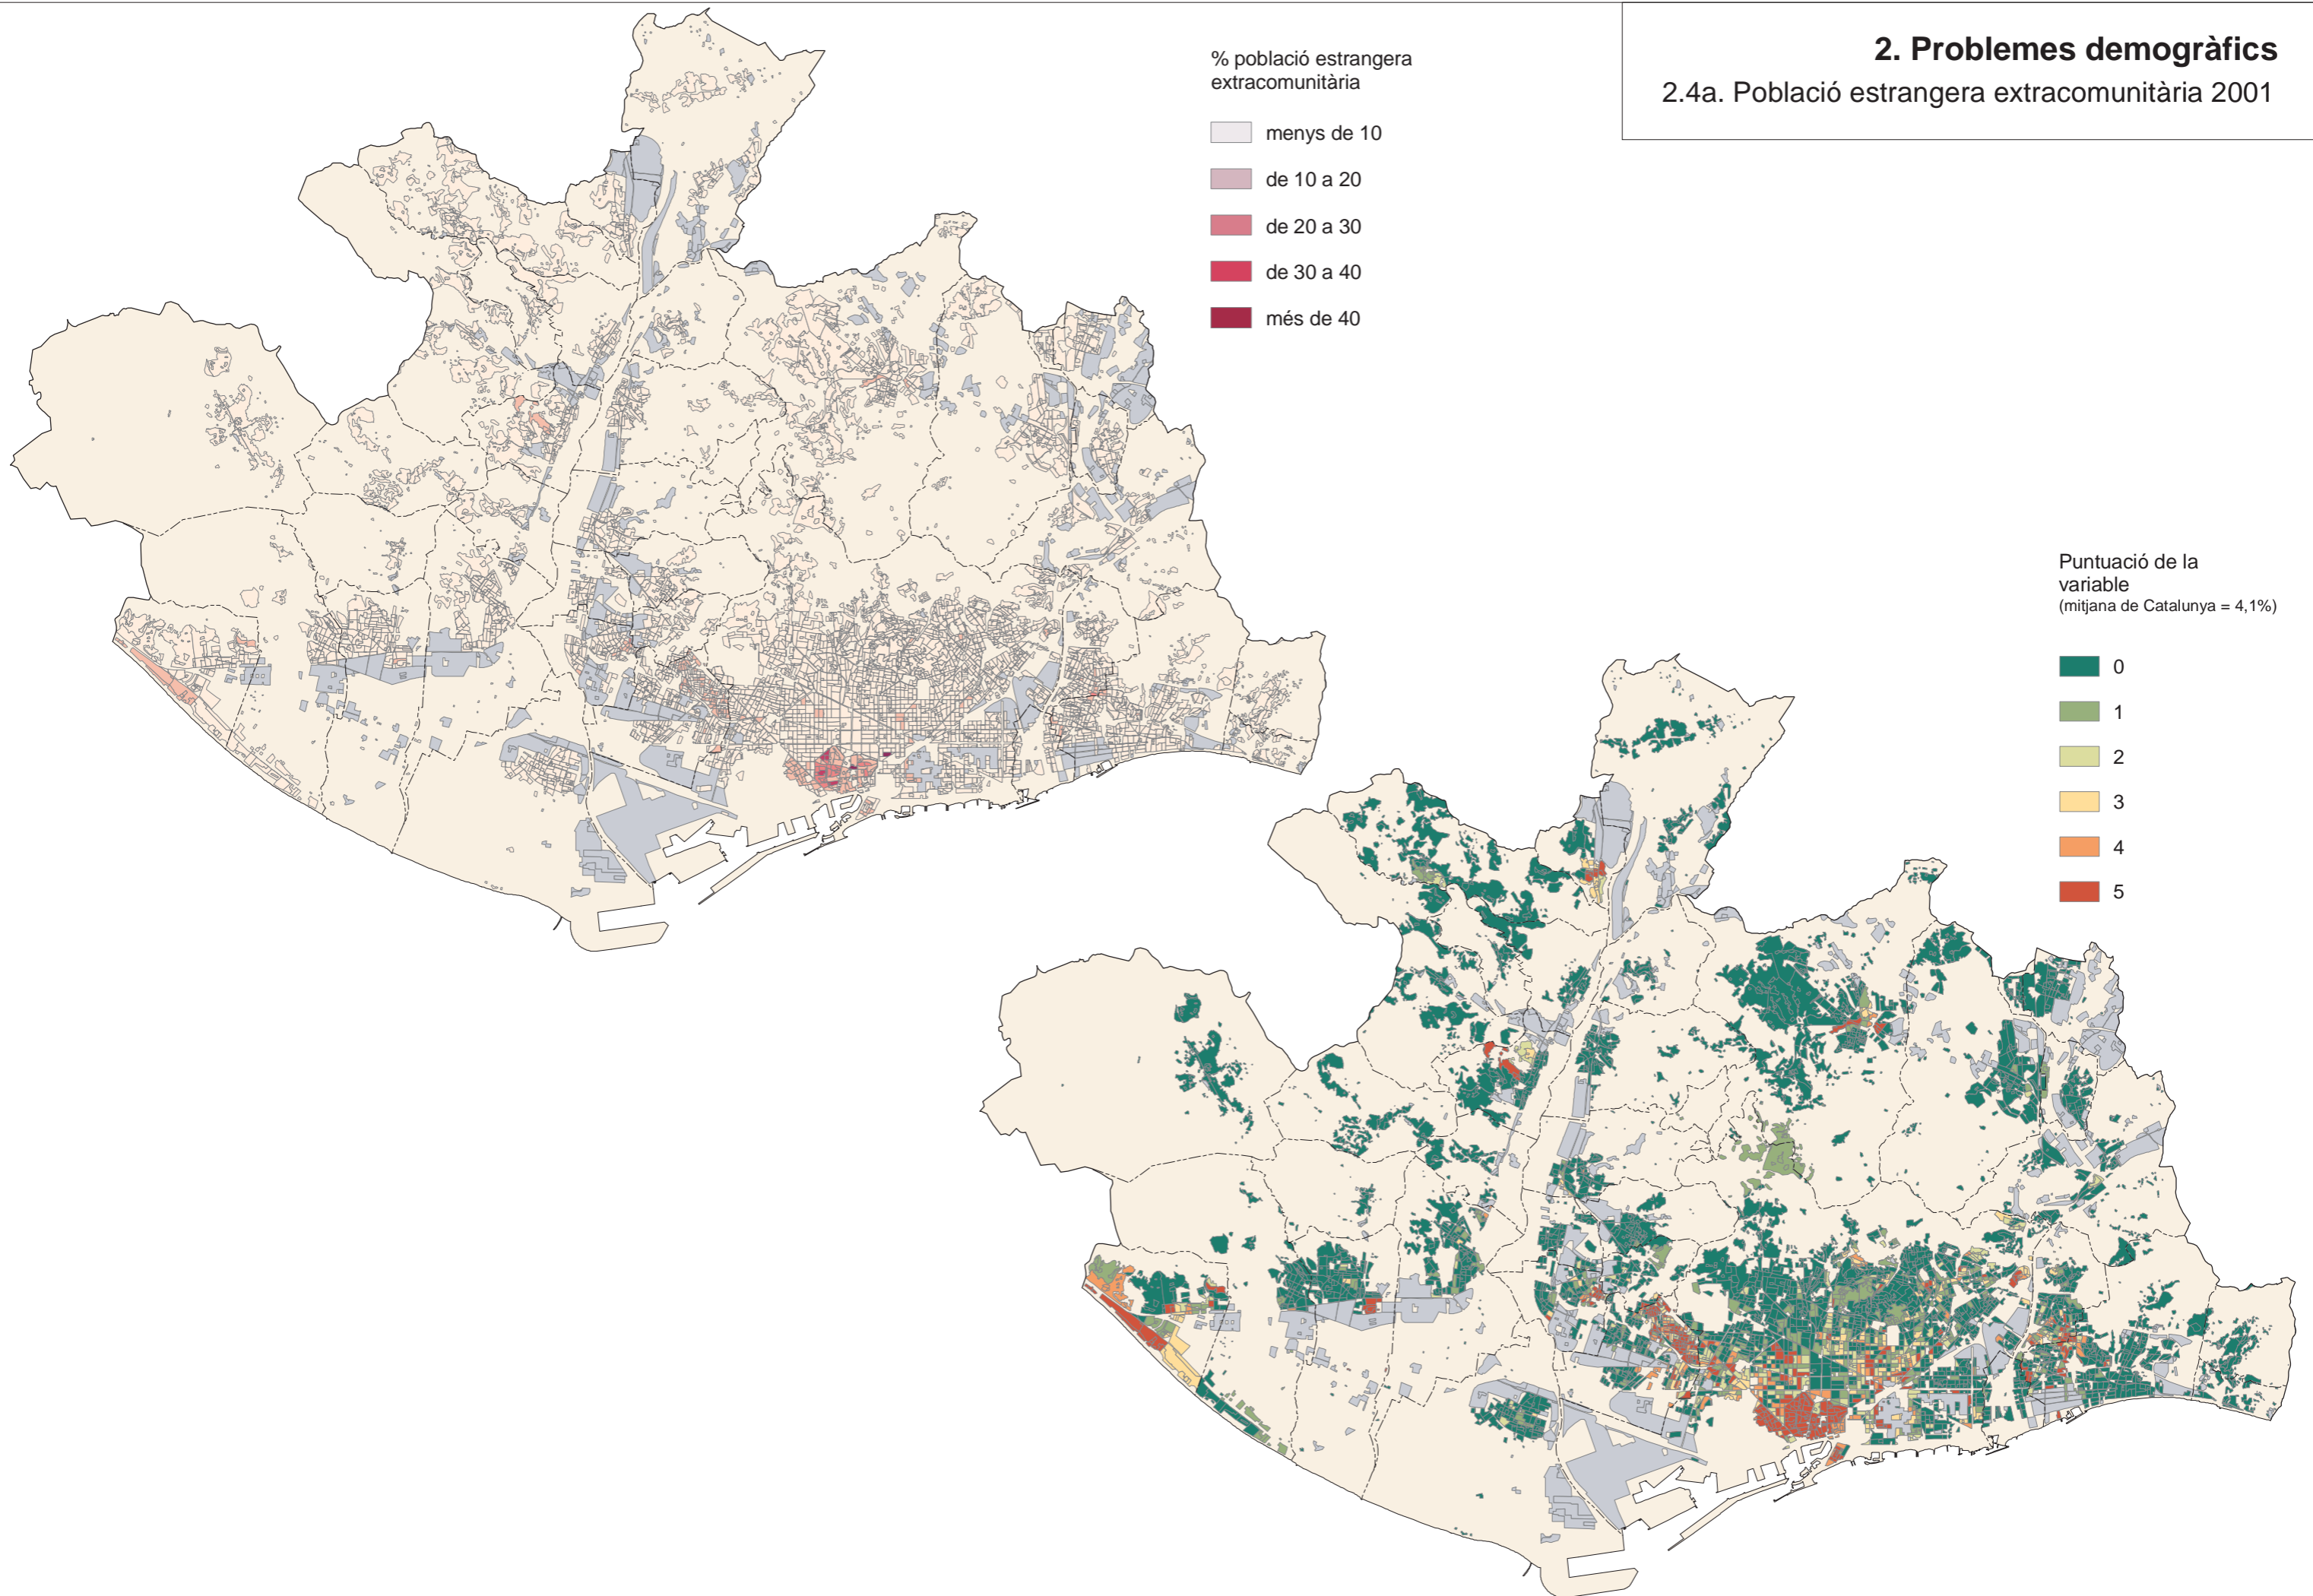 2. Problemes demogràfics
2.4a. Població estrangera extracomunitària 2001
% població estrangera
extracomunitària
menys de 10
de 10 a 20
de 20 a 30
de 30 a 40
més de 40
Puntuació de la
variable
(mitjana de Catalunya = 4,1%)
0
1
2
3
4
5